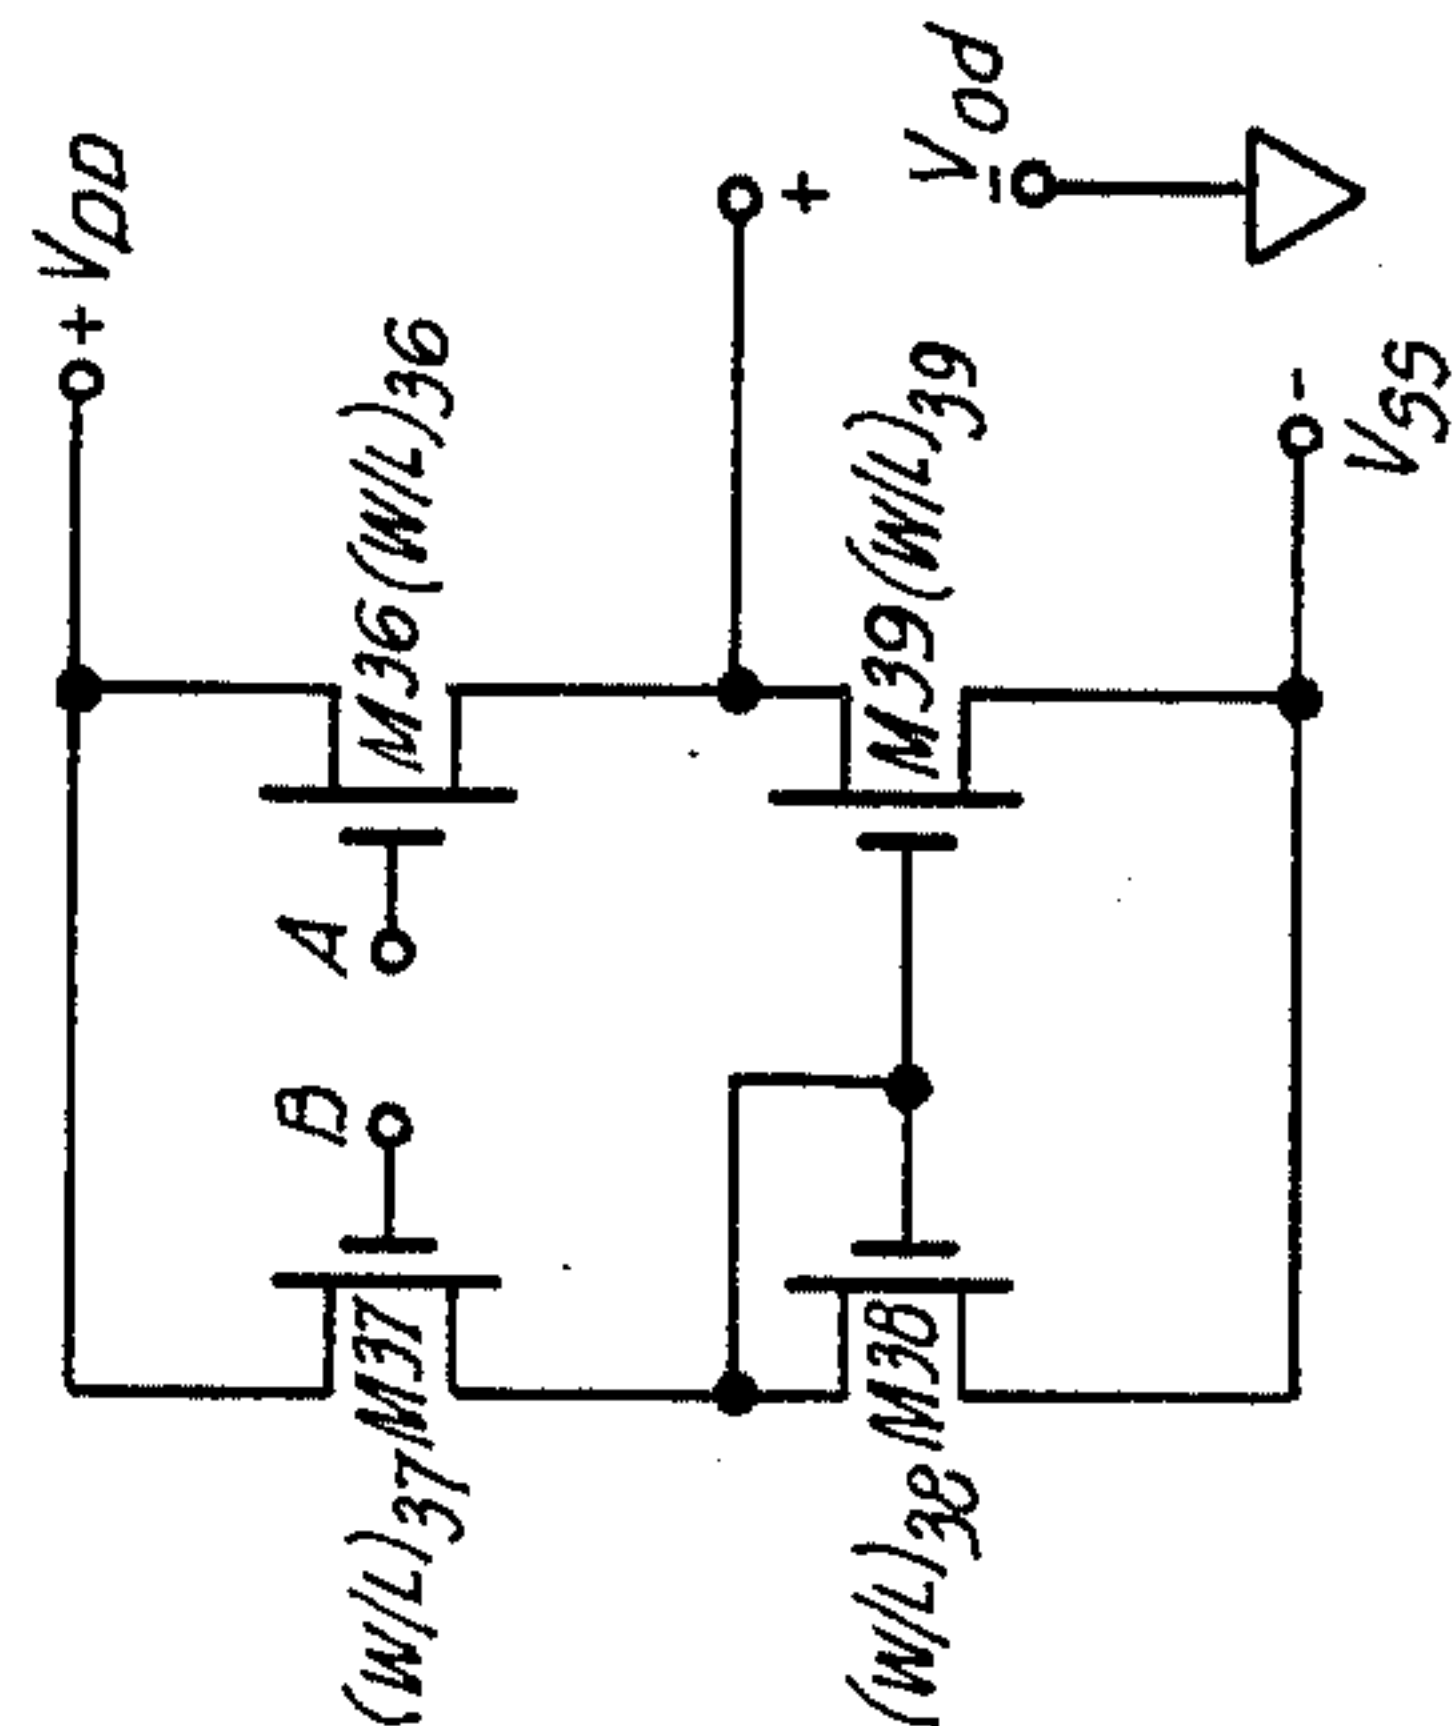 + VDD
(W/L)37 M37
B
A
M36 (W/L)36
+
-
Vod
(W/L)38 M38
M39 (W/L)39
-
VSS